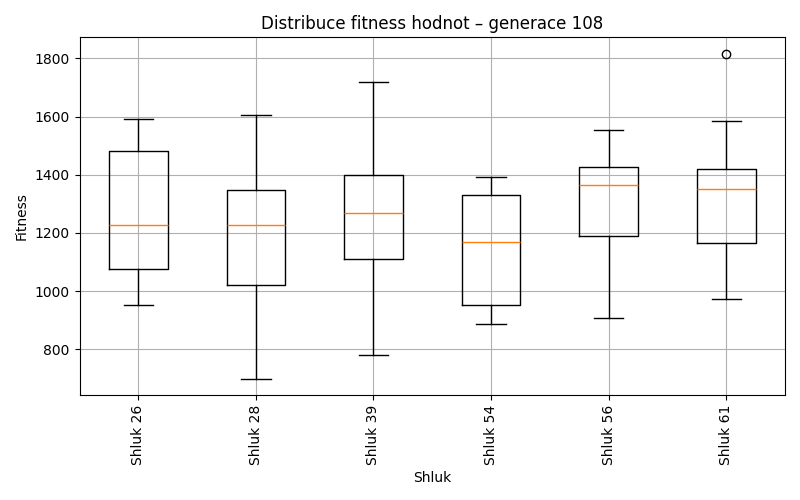 Distribuce fitness hodnot – generace 108
Fitness
1800
1600
1400
1200
1000
800
Shluk 26
Shluk 28
Shluk 39
Shluk 54
Shluk 56
Shluk 61
Shluk